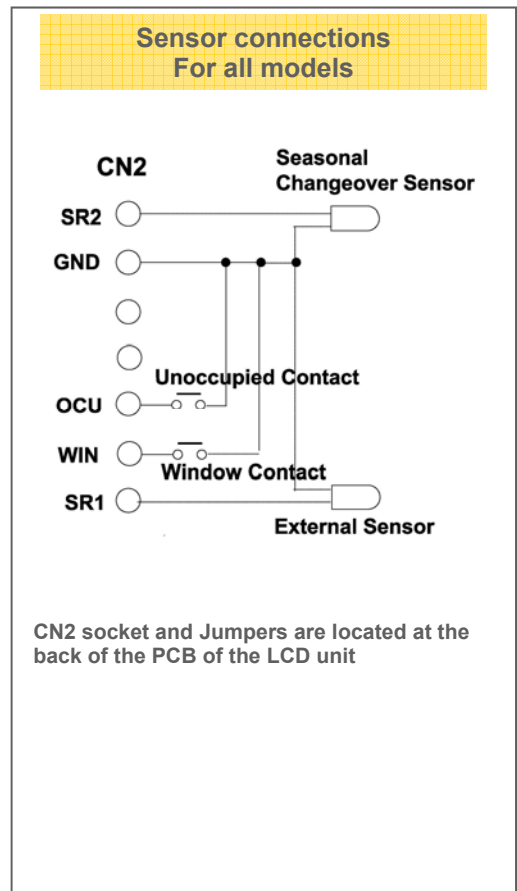 Sensor connections
For all models
CN2
Seasonal
Changeover Sensor
SR2
GND
Unoccupied Contact
OCU
WIN
Window Contact
SR1
External Sensor
CN2 socket and Jumpers are located at the
back of the PCB of the LCD unit